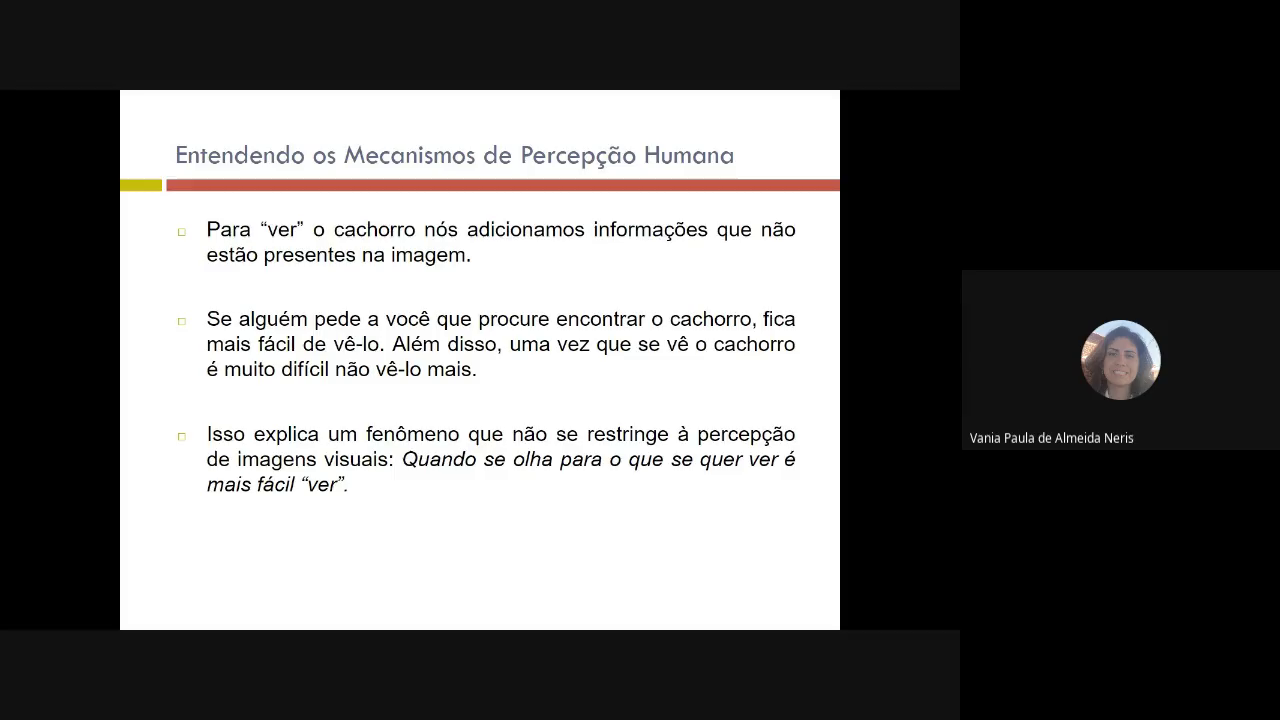 Entendendo os Mecanismos de Percepção Humana
Para “ver” o cachorro nós adicionamos informações que não
estão presentes na imagem.
Se alguém pede a você que procure encontrar o cachorro, fica
mais fácil de vê-lo. Além disso, uma vez que se vê o cachorro
é muito difícil não vê-lo mais.
Isso explica um fenômeno que não se restringe à percepção
de imagens visuais: Quando se olha para o que se quer ver é
mais fácil “ver”.
Vania Paula de Almeida Neris